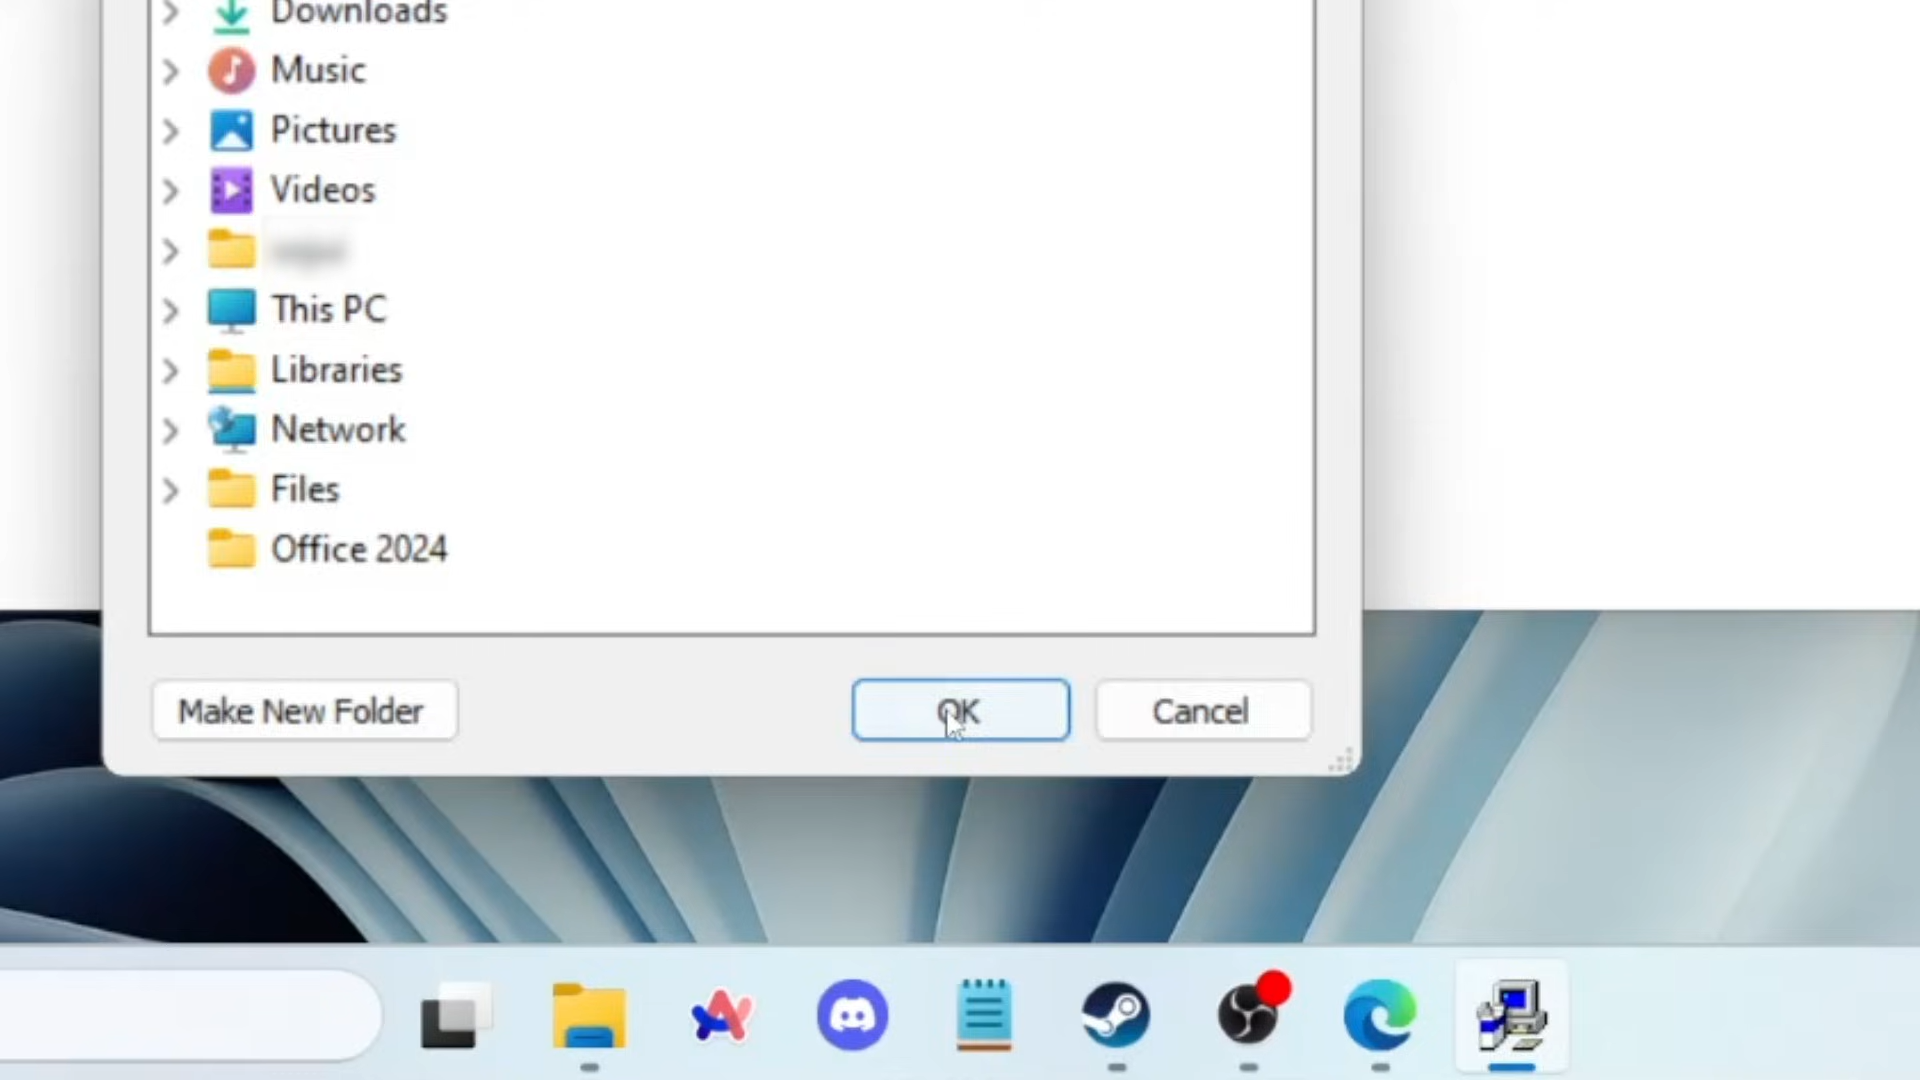 Downloads
Music
Pictures
Videos
This PC
Libraries
Network
Files
Office 2024
Make New Folder
OK
Cancel